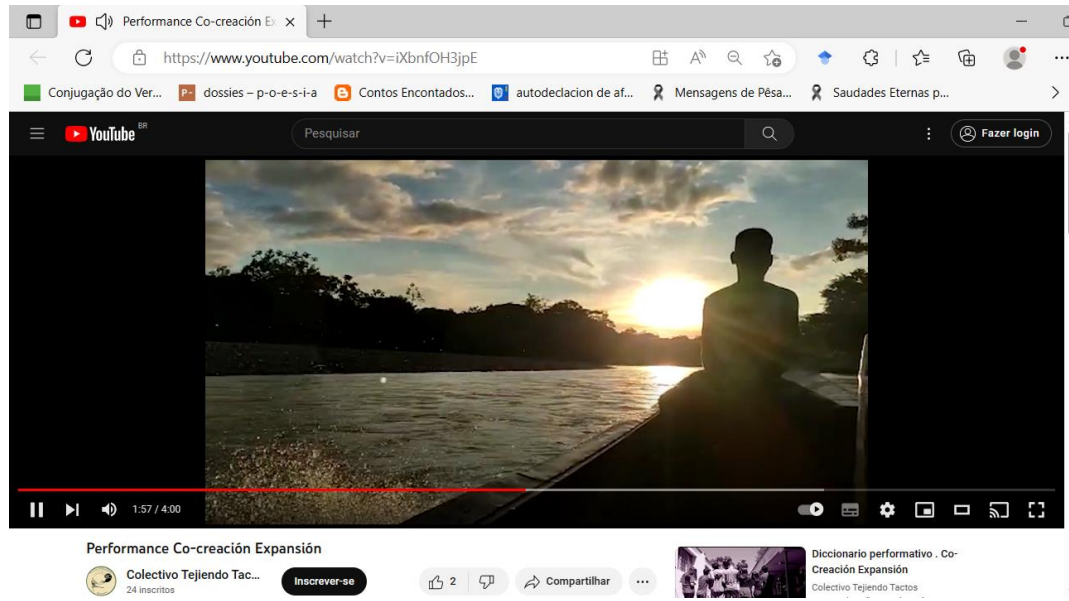 Performance Co-creación Ex
https://www.youtube.com/watch?v=iXbnfOH3jpE
Conjugação do Ver... P- dossies – p-o-e-s-i-a Contos Encontados... autodeclacion de af... Mensagens de Pêsa... Saudades Eternas p...
YouTube BR Pesquisar Fazer login
1:57 / 4:00
Performance Co-creación Expansión
Colectivo Tejiendo Tac...
24 inscritos
Inscrever-se
2
Compartilhar
Diccionario performativo . Co-
Creación Expansión
Colectivo Tejiendo Tactos